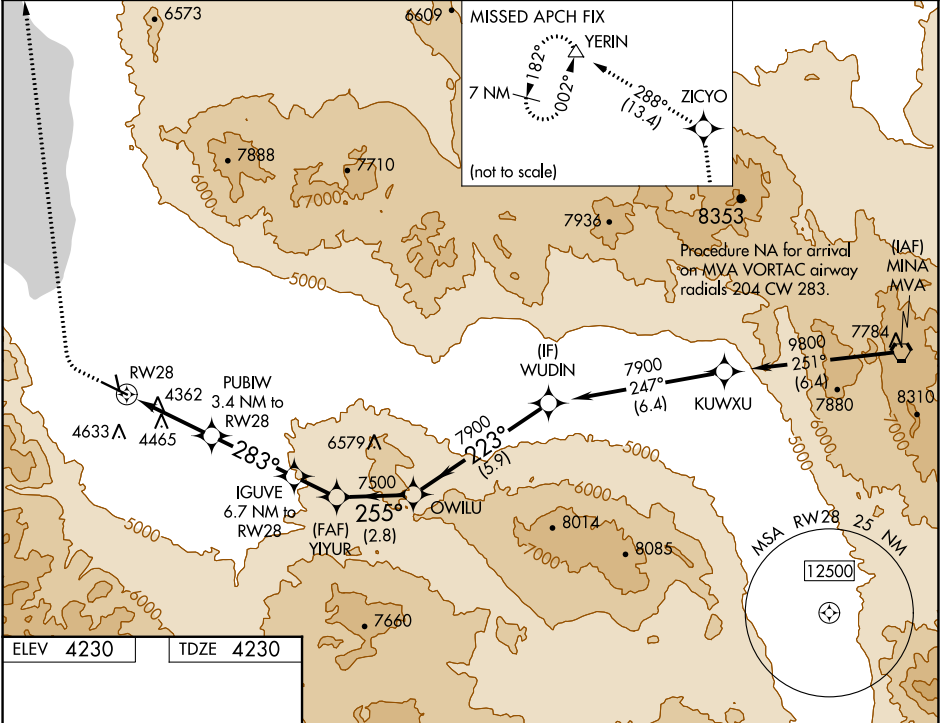 6573
6609
MISSED APCH FIX
YERIN
182°
002°
7 NM
288°
(13.4)
ZICYO
(not to scale)
7888
7710
6000
7000
7936
8353
Procedure NA for arrival
on MVA VORTAC airway
radials 204 CW 283.
(IAF)
MINA
MVA
5000
5000
7784
9800
251°
(6.4)
7880
8310
(IF)
WUDIN
7900
247°
(6.4)
KUWXU
RW28
4362
4465
4633
PUBIW
3.4 NM to
RW28
283°
6579
7900
223°
(5.9)
7500
255°
(2.8)
OWILU
IGUVE
6.7 NM to
RW28
(FAF)
YIYUR
6000
7000
8014
8085
5000
MSA RW28 25 NM
12500
6000
6000
7660
ELEV 4230
TDZE 4230